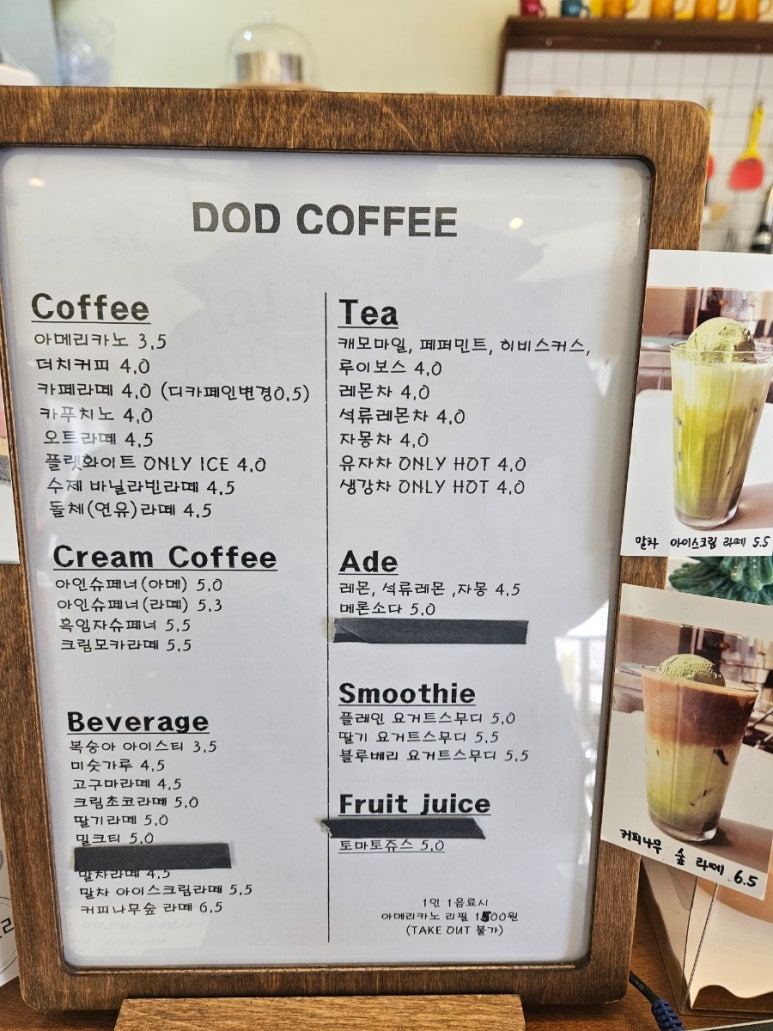 DOD COFFEE
Coffee
아메리카노 3.5
더치커피 4.0
카페라떼 4.0 (디카페인변경0.5)
카푸치노 4.0
오트라떼 4.5
플랫화이트 ONLY ICE 4.0
수제 바닐라빈라떼 4.5
돌체(연유)라떼 4.5
Cream Coffee
아인슈페너(아메) 5.0
아인슈페너(라떼) 5.3
흑임자슈페너 5.5
크림모카라떼 5.5
Beverage
복숭아 아이스티 3.5
미숫가루 4.5
고구마라떼 4.5
크림초코라떼 5.0
딸기라떼 5.0
밀크티 5.0
말차라떼 4.5
말차 아이스크림라떼 5.5
커피나무숲 라떼 6.5
Tea
캐모마일, 페퍼민트, 히비스커스,
루이보스 4.0
레몬차 4.0
석류레몬차 4.0
자몽차 4.0
유자차 ONLY HOT 4.0
생강차 ONLY HOT 4.0
Ade
레몬, 석류레몬 ,자몽 4.5
메론소다 5.0
Smoothie
플레인 요거트스무디 5.0
딸기 요거트스무디 5.5
블루베리 요거트스무디 5.5
Fruit juice
토마토쥬스 5.0
1인 1음료시
아메리카노 리필 1500원
(TAKE OUT 불가)
말차 아이스크림 라떼 5.5
커피나무 숲 라떼 6.5